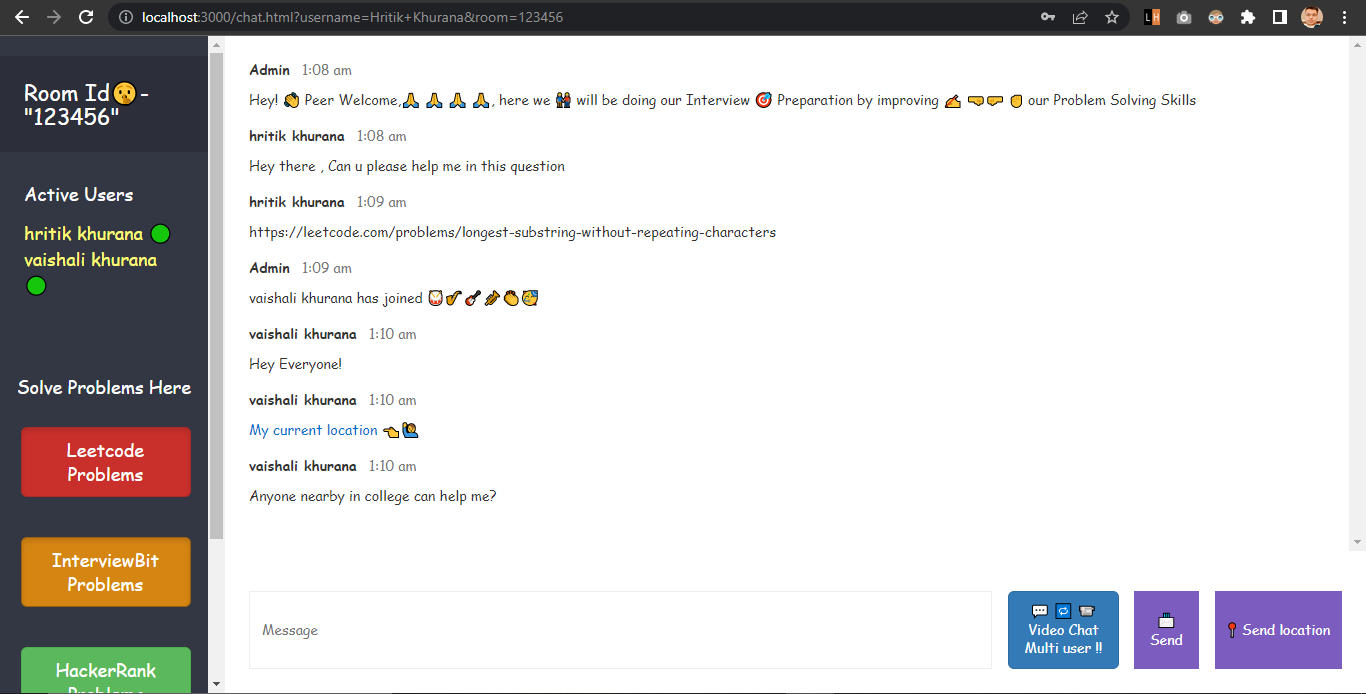 localhost:3000/chat.html?username=Hritik+Khurana&room=123456
LH
Room Id🤫-
"123456"
Active Users
hritik khurana 🟢
vaishali khurana
🟢
Solve Problems Here
Leetcode
Problems
InterviewBit
Problems
HackerRank
Problems
Admin 1:08 am
Hey! 👏 Peer Welcome,🙏 🙏 🙏 🙏, here we 👫 will be doing our Interview 🎯 Preparation by improving ✍ 🤜🤛 ✊ our Problem Solving Skills
hritik khurana 1:08 am
Hey there , Can u please help me in this question
hritik khurana 1:09 am
https://leetcode.com/problems/longest-substring-without-repeating-characters
Admin 1:09 am
vaishali khurana has joined 🥁🎷🎸🎺👏🥳
vaishali khurana 1:10 am
Hey Everyone!
vaishali khurana 1:10 am
My current location 👈🙋
vaishali khurana 1:10 am
Anyone nearby in college can help me?
Message
💬 🔁 📹
Video Chat
Multi user !!
📩
Send
📍 Send location